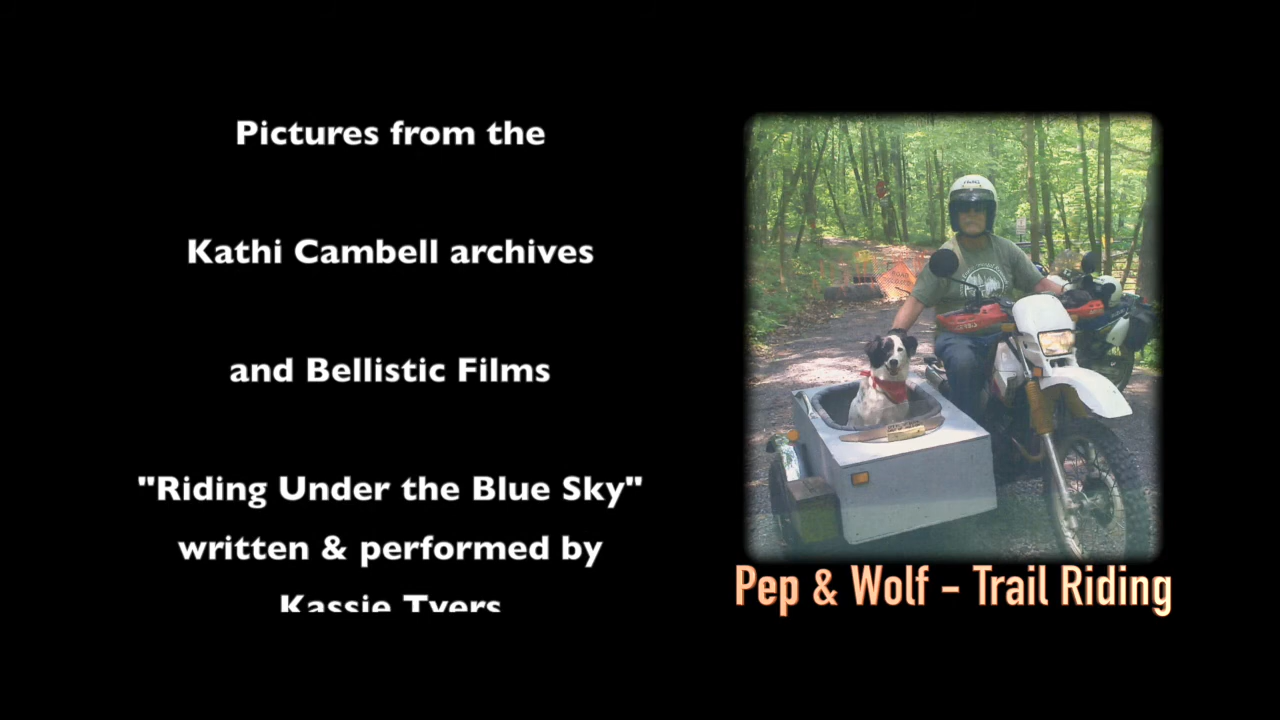 Pictures from the
Kathi Cambell archives
and Bellistic Films
"Riding Under the Blue Sky"
written & performed by
Kassie Tyers
Pep & Wolf - Trail Riding